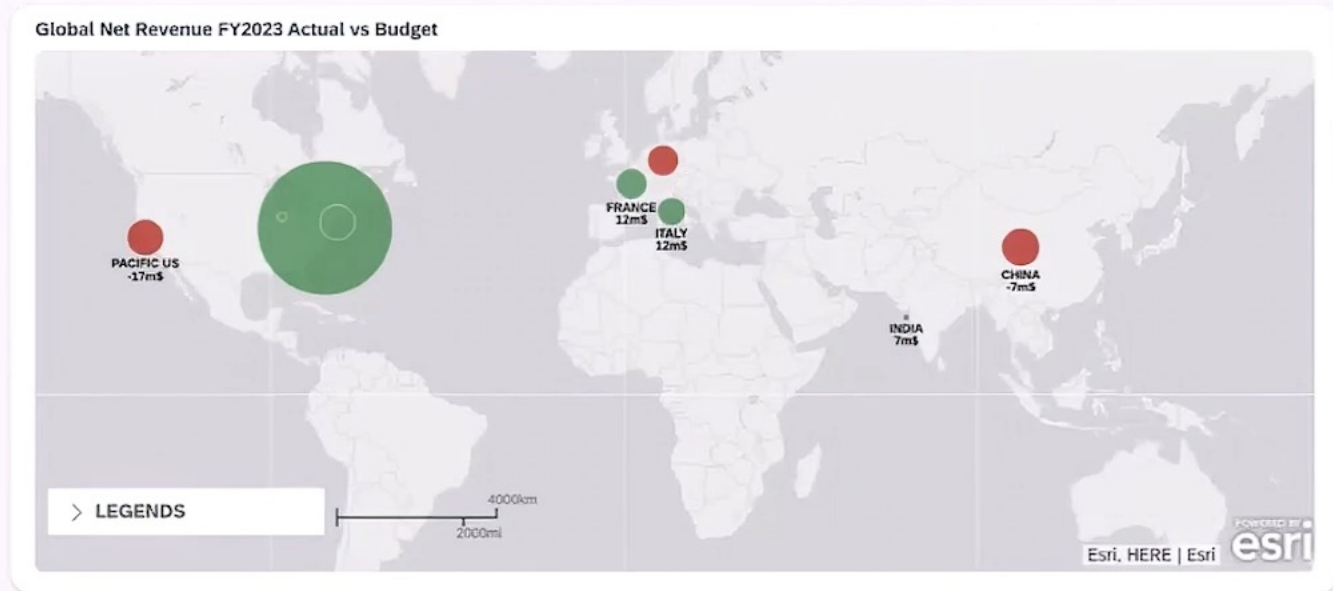 Global Net Revenue FY2023 Actual vs Budget
FRANCE
12m$
ITALY
12m$
PACIFIC US
-17m$
CHINA
-7m$
INDIA
7m$
LEGENDS
4000km
2000mi
POWERED BY
esri
Esri, HERE | Esri